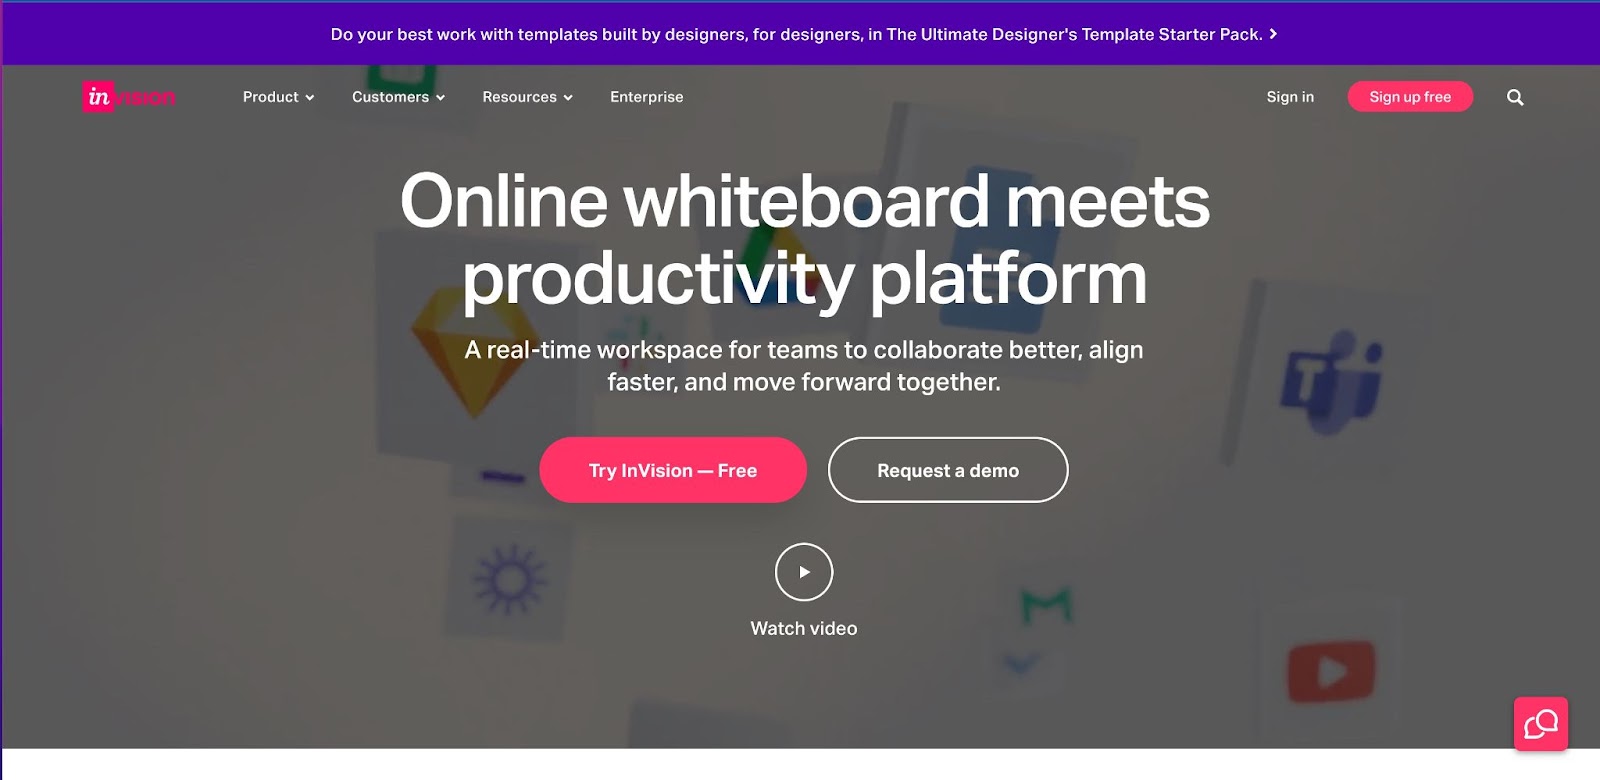 Do your best work with templates built by designers, for designers, in The Ultimate Designer's Template Starter Pack.
invision
Product
Customers
Resources
Enterprise
Sign in
Sign up free
Online whiteboard meets
productivity platform
A real-time workspace for teams to collaborate better, align
faster, and move forward together.
Try InVision — Free
Request a demo
Watch video
T